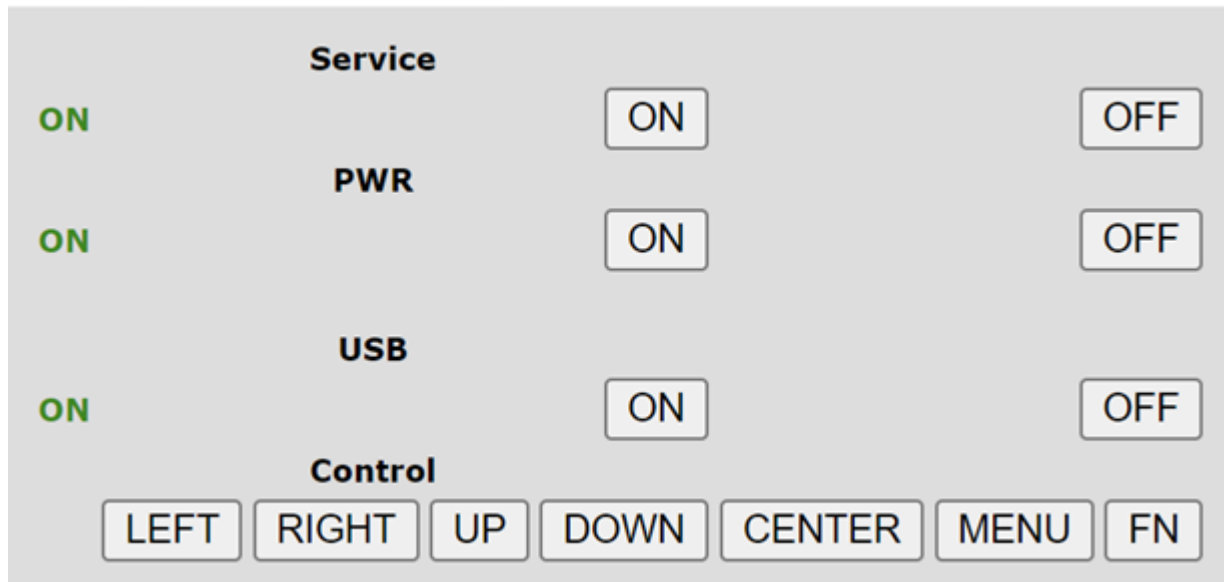 Service
ON ON OFF
PWR
ON ON OFF
USB
ON ON OFF
Control
LEFT RIGHT UP DOWN CENTER MENU FN